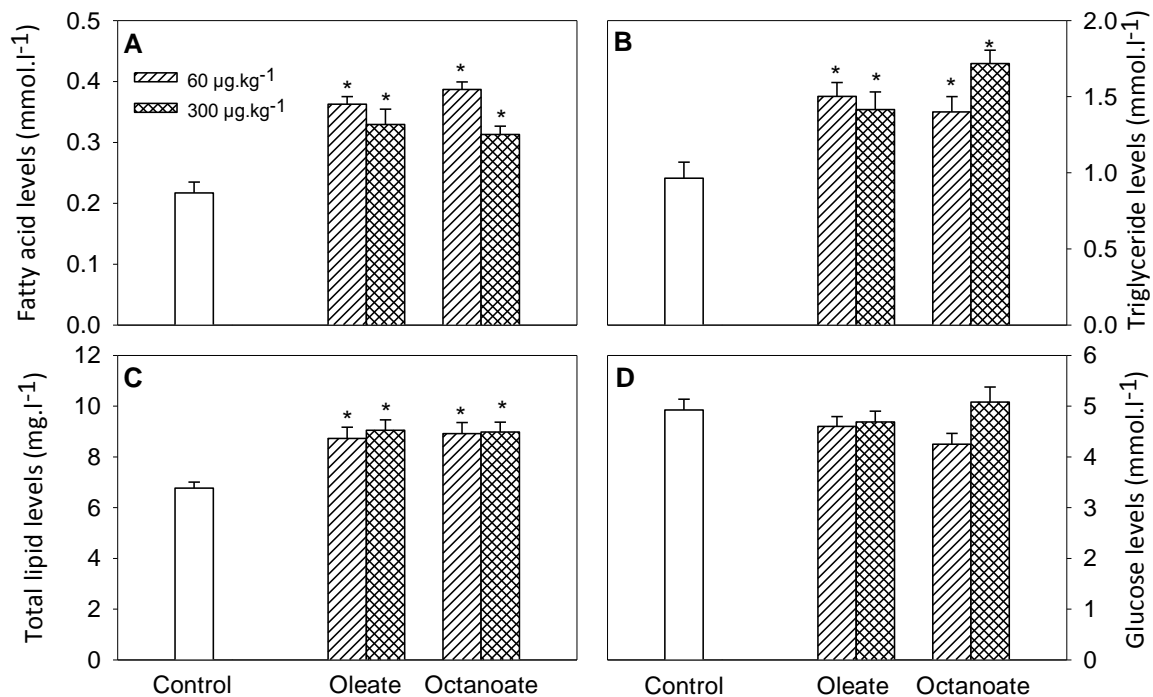 A
60 µg.kg-1
300 µg.kg-1
Fatty acid levels (mmol.l-1)
0.5
0.4
0.3
0.2
0.1
0.0
* * * *
B
Triglyceride levels (mmol.l-1)
2.0
1.5
1.0
0.5
0.0
* * * *
C
Total lipid levels (mg.l-1)
12
10
8
6
4
2
0
* * * *
Control Oleate Octanoate
D
Glucose levels (mmol.l-1)
6
5
4
3
2
1
0
Control Oleate Octanoate